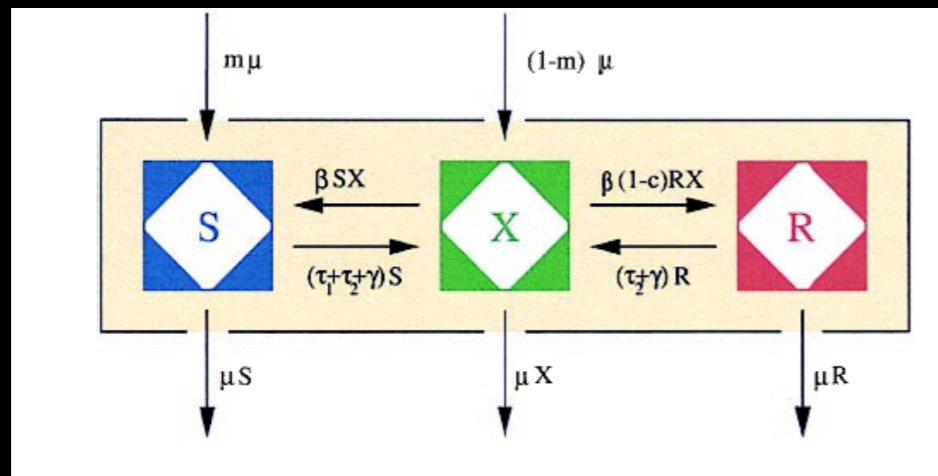 mμ
(1-m) μ
βSX
β(1-c)RX
S
X
R
(τ₁+τ₂+γ)S
(τ₂+γ)R
μS
μX
μR